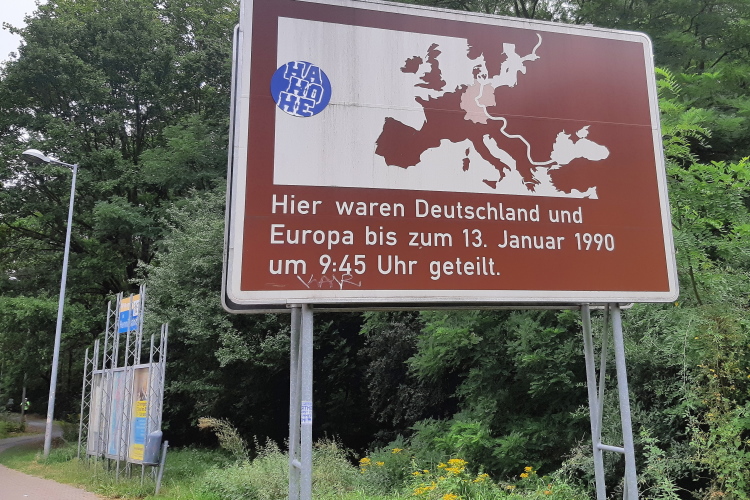 HA
HO
HE
Hier waren Deutschland und
Europa bis zum 13. Januar 1990
um 9:45 Uhr geteilt.